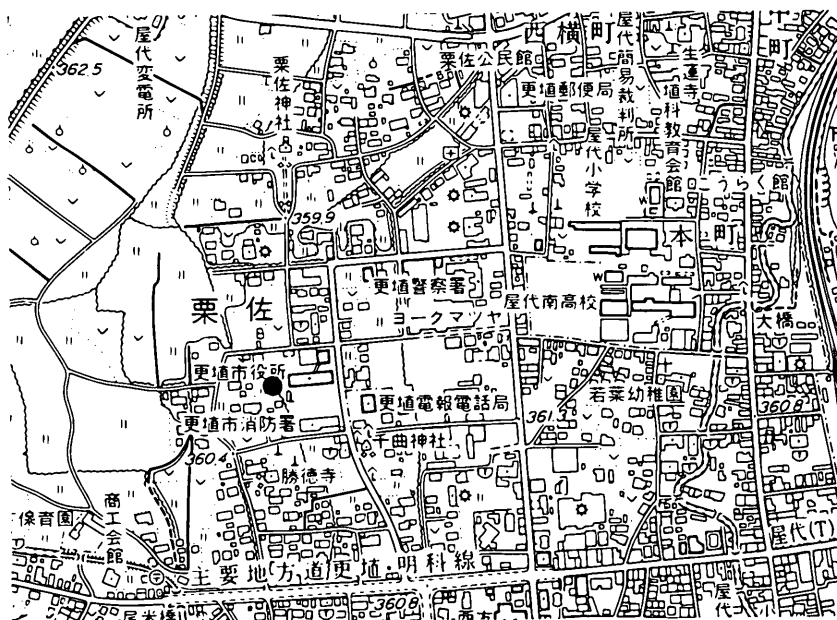 屋代変電所
362.5
栗佐神社
栗佐公民館
西横町
更埴郵便局
屋代簡易裁判所
屋代小学校
生蓮寺
埴科教育会館
町
こうらく館
本町
359.9
更埴警察署
ヨークマツヤ
屋代南高校
大橋
栗佐
更埴市役所
更埴市消防署
360.4
更埴電報電話局
千曲神社
361.
若葉幼稚園
360.8
勝徳寺
商工会館
保育園
主要地方道更埴・明科線
屋代(T)
360.8
屋代